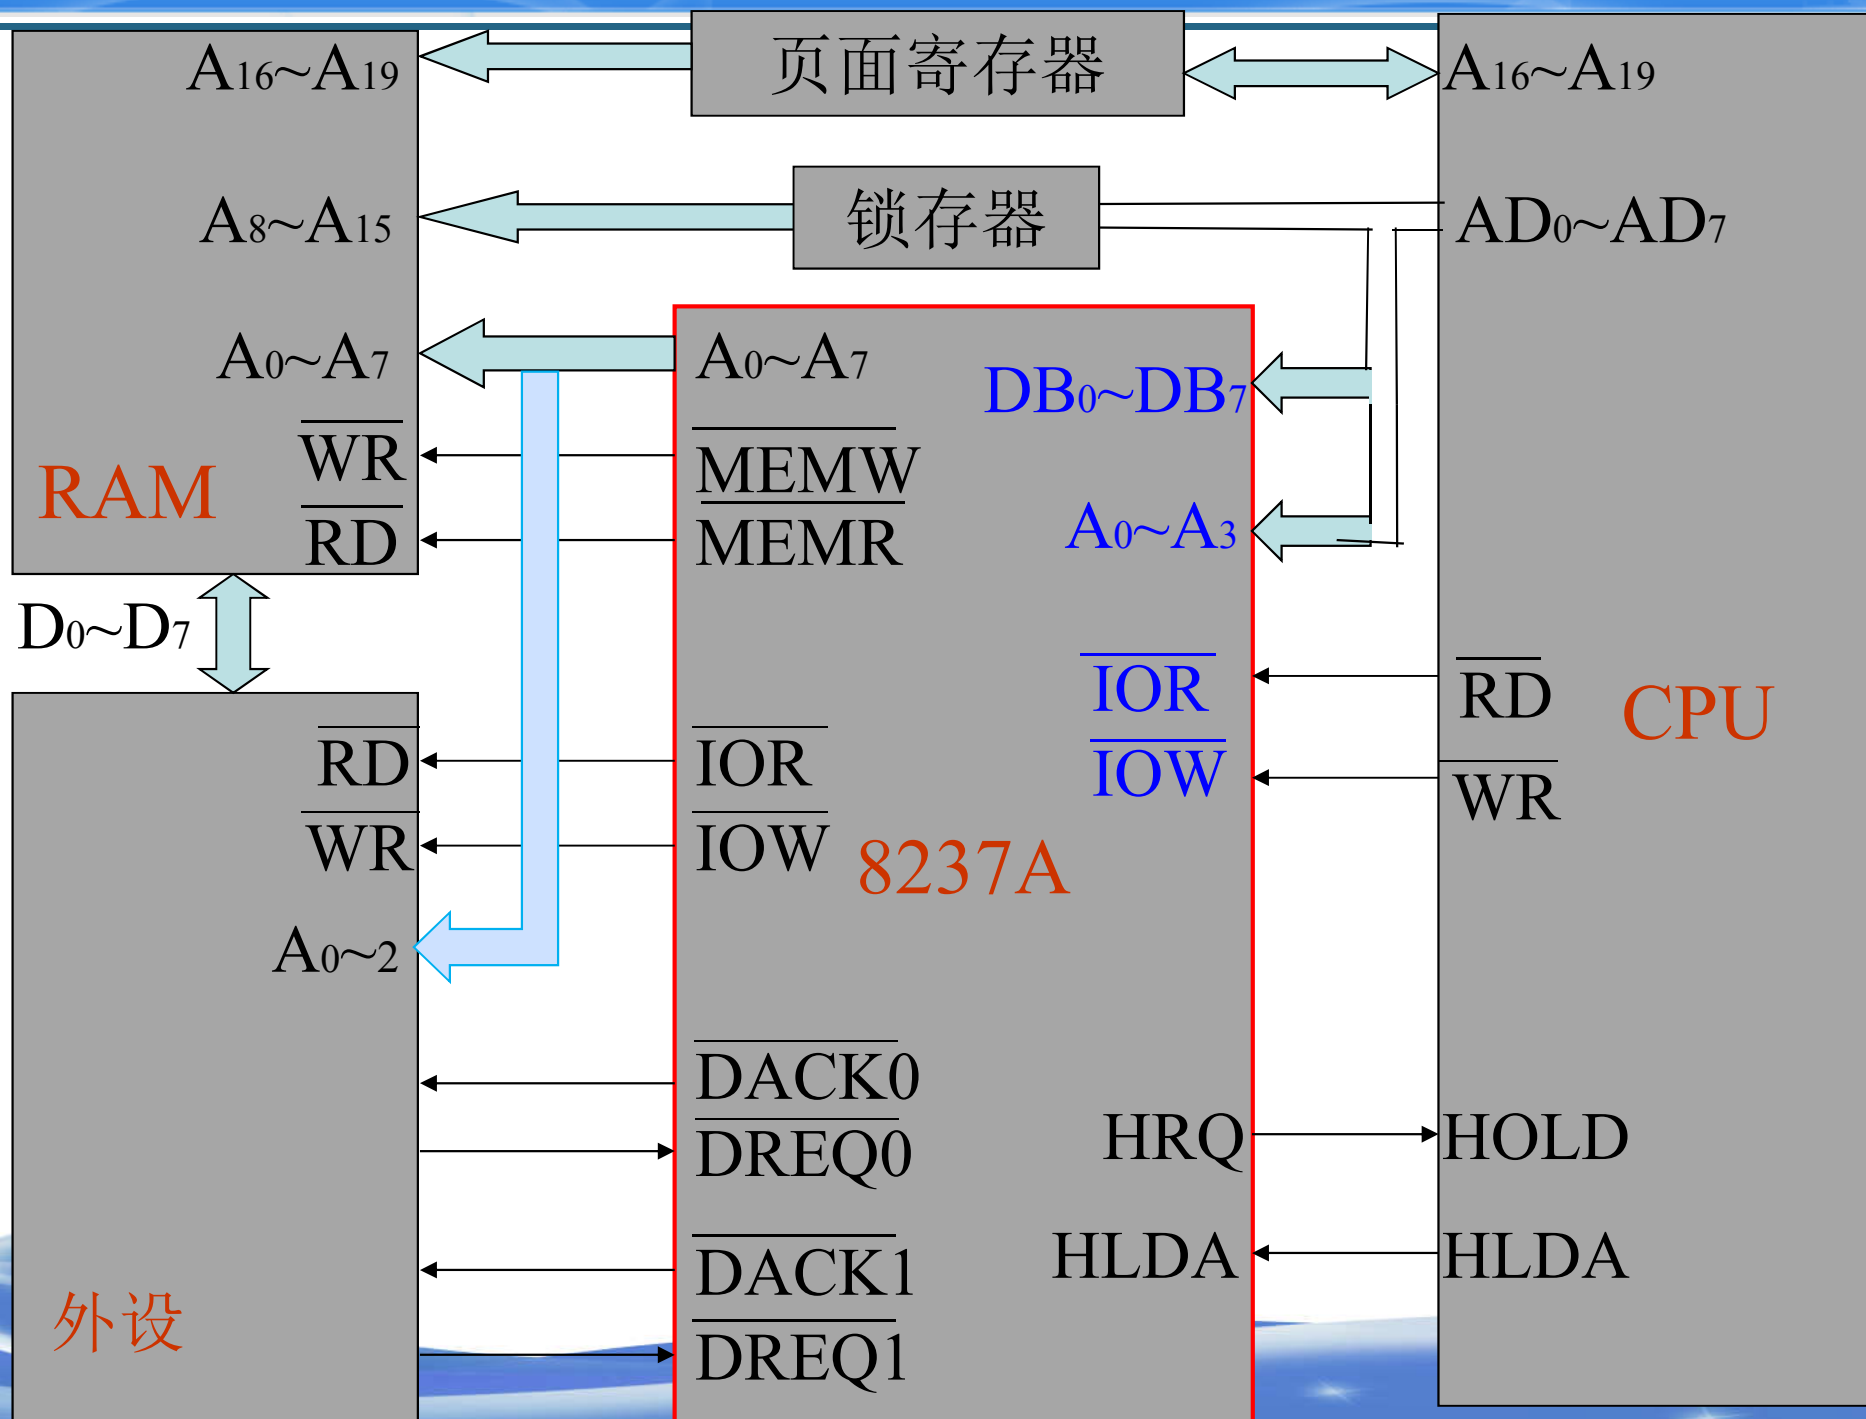 页面寄存器
A16~A19
A16~A19
锁存器
A8~A15
AD0~AD7
A0~A7
A0~A7
DB0~DB7
WR
MEMW
RAM
RD
MEMR
A0~A3
D0~D7
IOR
RD
CPU
RD
IOR
IOW
WR
WR
IOW
8237A
A0~2
DACK0
DREQ0
HRQ
HOLD
DACK1
HLDA
HLDA
外设
DREQ1